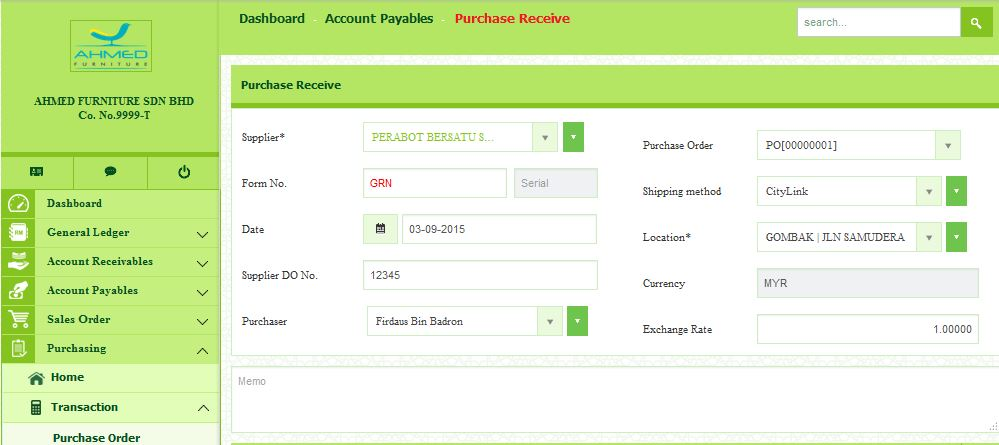 AHMED
FURNITURE
AHMED FURNITURE SDN BHD
Co. No.9999-T
Dashboard
RM
General Ledger
Account Receivables
Account Payables
Sales Order
Purchasing
Home
Transaction
Purchase Order
Dashboard - Account Payables - Purchase Receive
search...
Purchase Receive
Supplier* PERABOT BERSATU S...
Form No. GRN Serial
Date 03-09-2015
Supplier DO No. 12345
Purchaser Firdaus Bin Badron
Purchase Order PO[00000001]
Shipping method CityLink
Location* GOMBAK | JLN SAMUDERA
Currency MYR
Exchange Rate 1.00000
Memo